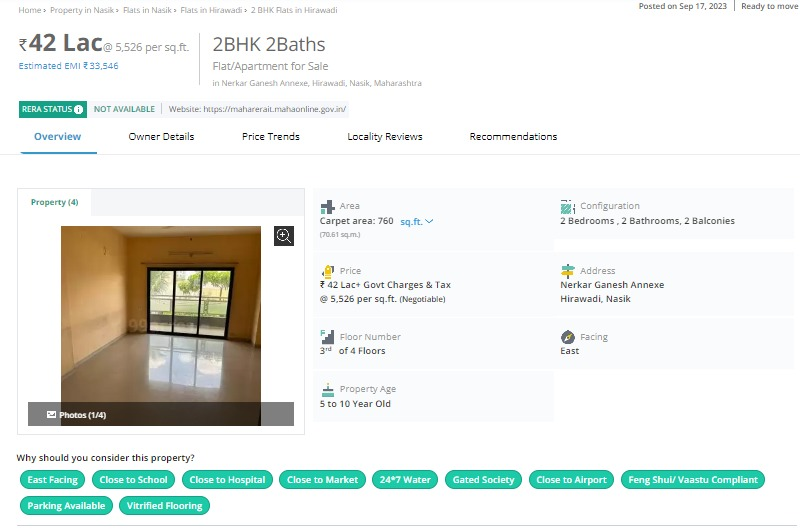 Home > Property in Nasik > Flats in Nasik > Flats in Hirawadi > 2 BHK Flats in Hirawadi
Posted on Sep 17, 2023 | Ready to move
₹42 Lac @ 5,526 per sq.ft.
Estimated EMI ₹33,546
2BHK 2Baths
Flat/Apartment for Sale
in Nerkar Ganesh Annexe, Hirawadi, Nasik, Maharashtra
RERA STATUS NOT AVAILABLE | Website: https://maharerait.mahaonline.gov.in/
Overview Owner Details Price Trends Locality Reviews Recommendations
Property (4)
Photos (1/4)
Area
Carpet area: 760 sq.ft.
(70.61 sq.m.)
Configuration
2 Bedrooms , 2 Bathrooms, 2 Balconies
Price
₹ 42 Lac+ Govt Charges & Tax
@ 5,526 per sq.ft. (Negotiable)
Address
Nerkar Ganesh Annexe
Hirawadi, Nasik
Floor Number
3rd of 4 Floors
Facing
East
Property Age
5 to 10 Year Old
Why should you consider this property?
East Facing Close to School Close to Hospital Close to Market 24*7 Water Gated Society Close to Airport Feng Shui/ Vaastu Compliant
Parking Available Vitrified Flooring